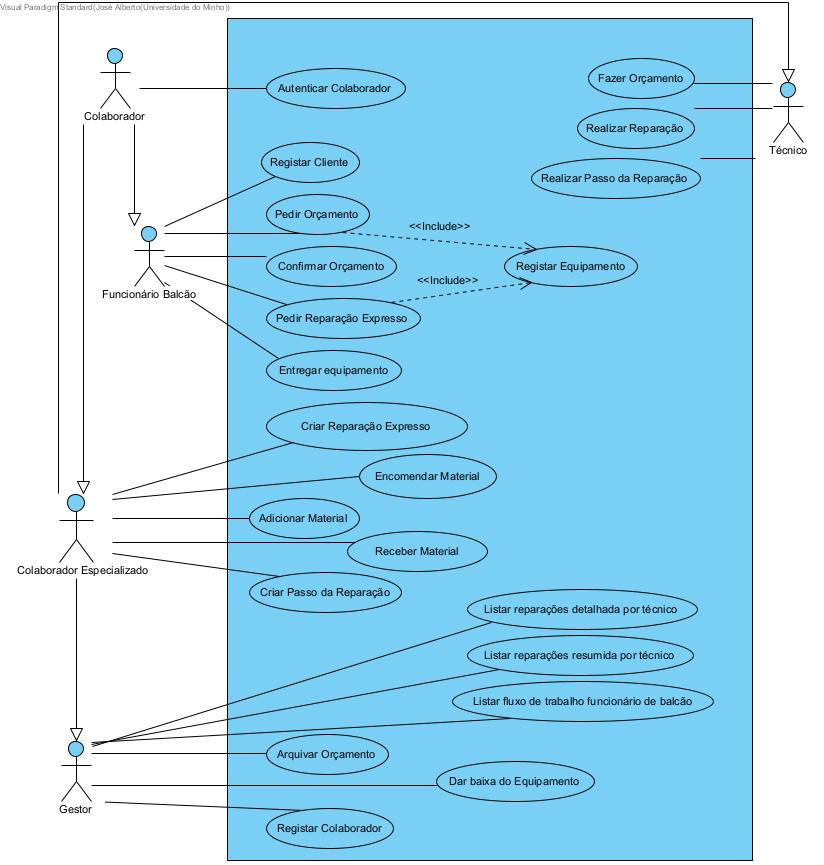 Visual Paradigm Standard(José Alberto(Universidade do Minho))
Colaborador
Autenticar Colaborador
Fazer Orçamento
Realizar Reparação
Técnico
Realizar Passo da Reparação
Registar Cliente
Pedir Orçamento
<<Include>>
Confirmar Orçamento
Registar Equipamento
<<Include>>
Funcionário Balcão
Pedir Reparação Expresso
Entregar equipamento
Criar Reparação Expresso
Encomendar Material
Adicionar Material
Receber Material
Colaborador Especializado
Criar Passo da Reparação
Listar reparações detalhada por técnico
Listar reparações resumida por técnico
Listar fluxo de trabalho funcionário de balcão
Arquivar Orçamento
Dar baixa do Equipamento
Gestor
Registar Colaborador